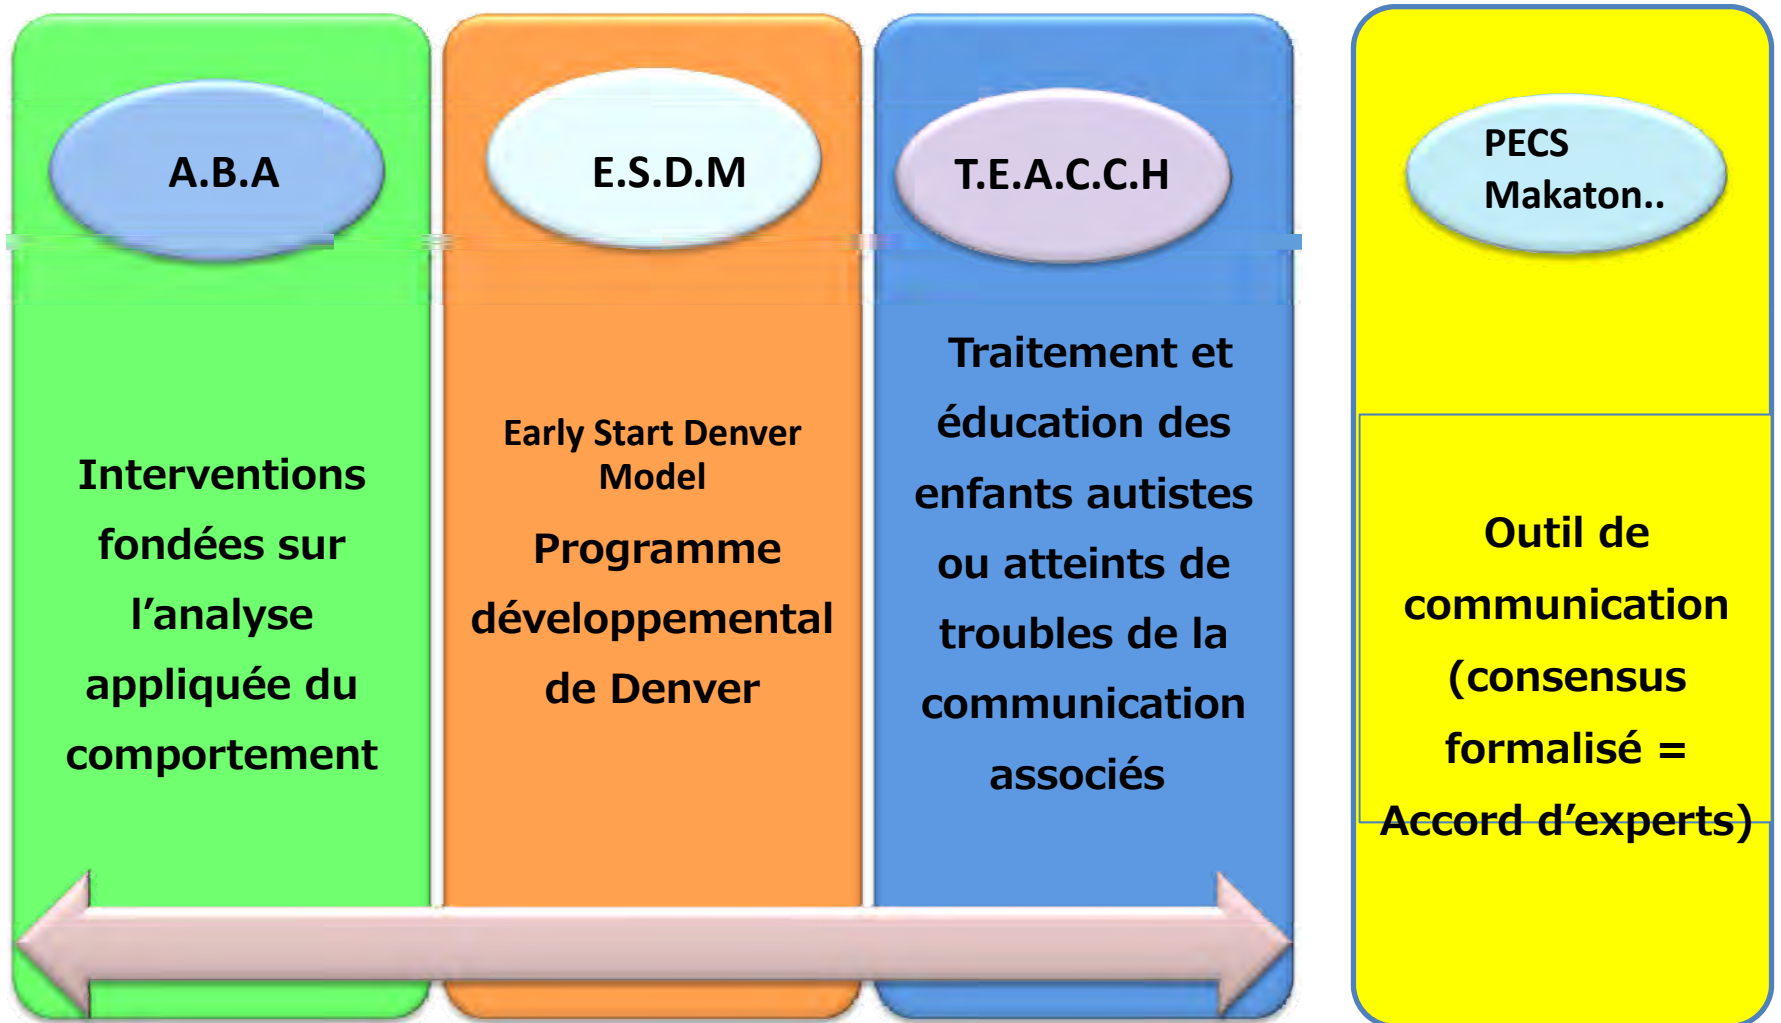 A.B.A
Interventions
fondées sur
l’analyse
appliquée du
comportement
E.S.D.M
Early Start Denver
Model
Programme
développemental
de Denver
T.E.A.C.C.H
Traitement et
éducation des
enfants autistes
ou atteints de
troubles de la
communication
associés
PECS
Makaton..
Outil de
communication
(consensus
formalisé =
Accord d’experts)